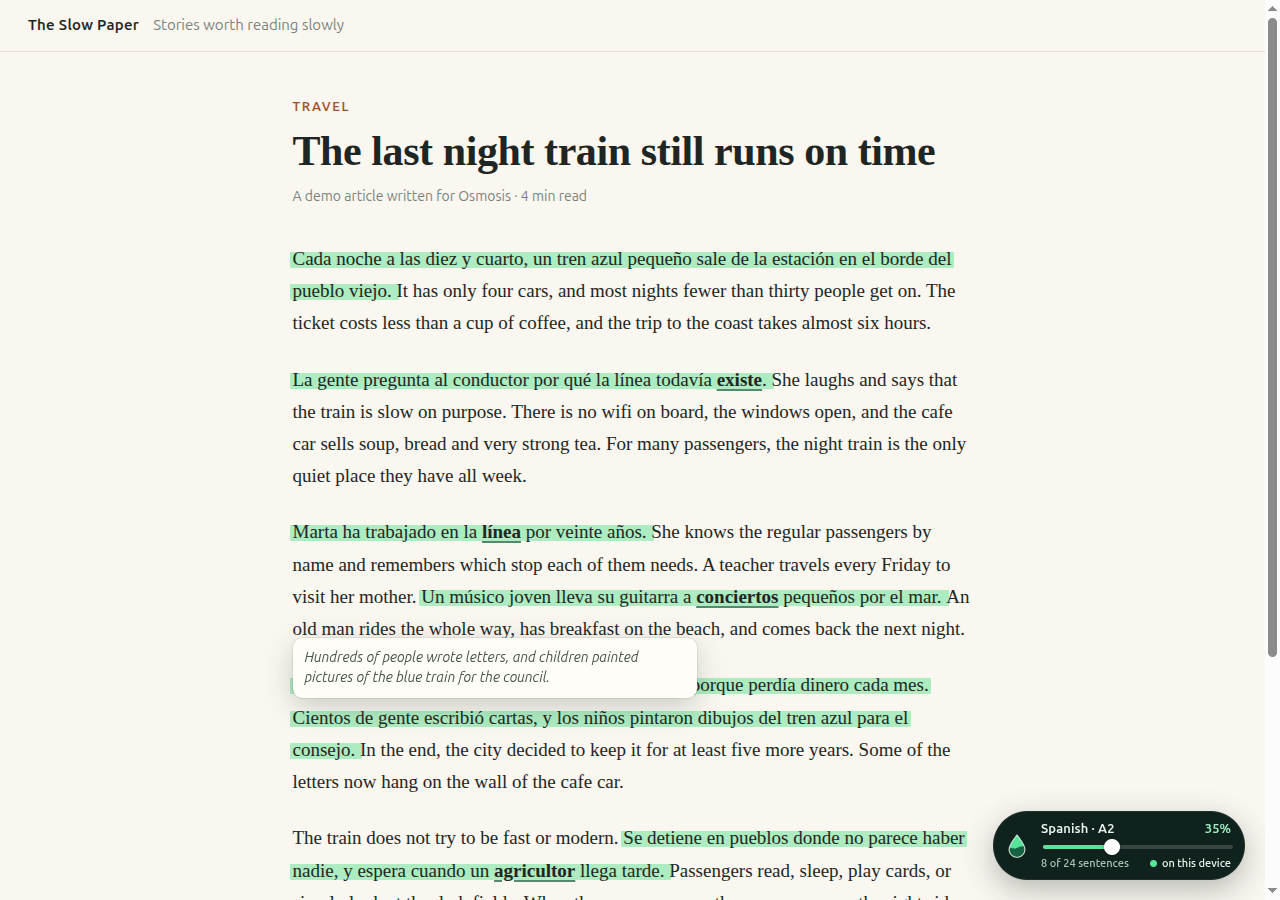 The Slow Paper Stories worth reading slowly
TRAVEL
The last night train still runs on time
A demo article written for Osmosis · 4 min read
Cada noche a las diez y cuarto, un tren azul pequeño sale de la estación en el borde del
pueblo viejo. It has only four cars, and most nights fewer than thirty people get on. The
ticket costs less than a cup of coffee, and the trip to the coast takes almost six hours.
La gente pregunta al conductor por qué la línea todavía existe. She laughs and says that
the train is slow on purpose. There is no wifi on board, the windows open, and the cafe
car sells soup, bread and very strong tea. For many passengers, the night train is the only
quiet place they have all week.
Marta ha trabajado en la línea por veinte años. She knows the regular passengers by
name and remembers which stop each of them needs. A teacher travels every Friday to
visit her mother. Un músico joven lleva su guitarra a conciertos pequeños por el mar. An
old man rides the whole way, has breakfast on the beach, and comes back the next night.
Hundreds of people wrote letters, and children painted
pictures of the blue train for the council.
porque perdía dinero cada mes.
Cientos de gente escribió cartas, y los niños pintaron dibujos del tren azul para el
consejo. In the end, the city decided to keep it for at least five more years. Some of the
letters now hang on the wall of the cafe car.
The train does not try to be fast or modern. Se detiene en pueblos donde no parece haber
nadie, y espera cuando un agricultor llega tarde. Passengers read, sleep, play cards, or
Spanish · A2 35%
8 of 24 sentences on this device